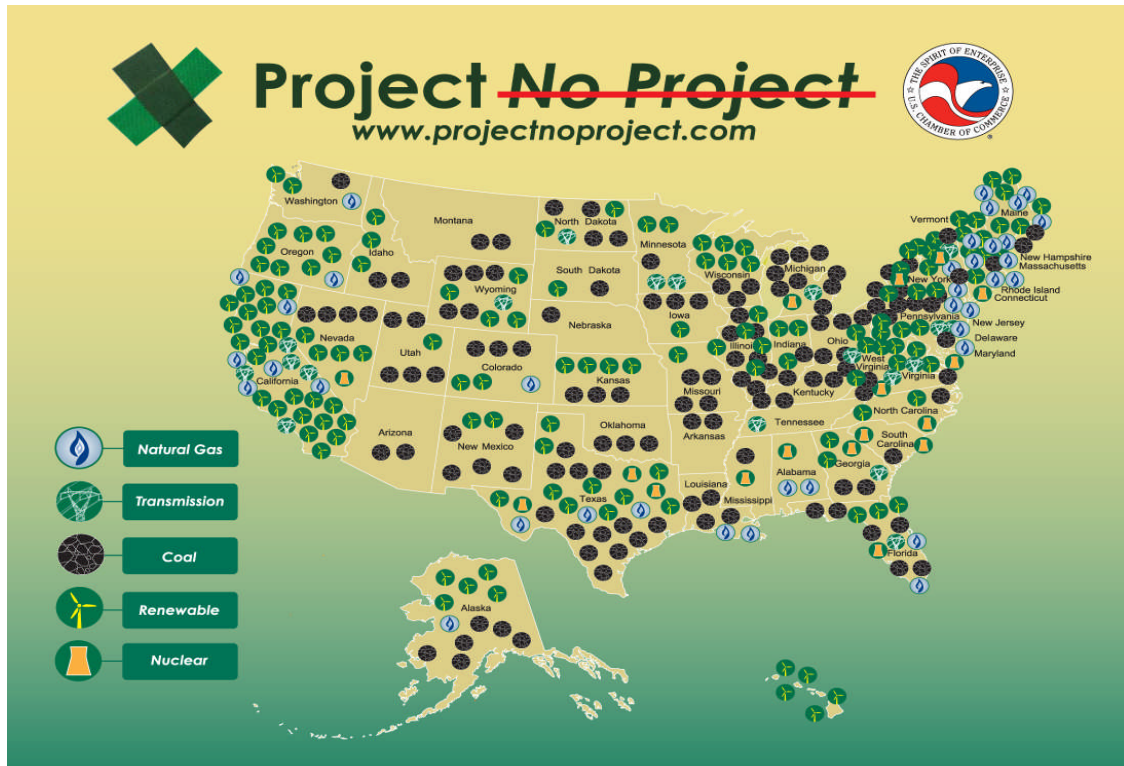 Project No Project
www.projectnoproject.com
THE SPIRIT OF ENTERPRISE
U.S. CHAMBER OF COMMERCE
®
Washington
Montana
North Dakota
Minnesota
Vermont
Maine
Oregon
Idaho
South Dakota
Wisconsin
Michigan
New Hampshire
Massachusetts
Wyoming
New York
Rhode Island
Connecticut
Iowa
Pennsylvania
Nebraska
New Jersey
Nevada
Utah
Illinois
Indiana
Ohio
Delaware
Maryland
Colorado
West
Virginia
Virginia
California
Kansas
Missouri
Kentucky
North Carolina
Tennessee
Arizona
New Mexico
Oklahoma
Arkansas
South
Carolina
Georgia
Alabama
Louisiana
Mississippi
Texas
Florida
Alaska
Natural Gas
Transmission
Coal
Renewable
Nuclear